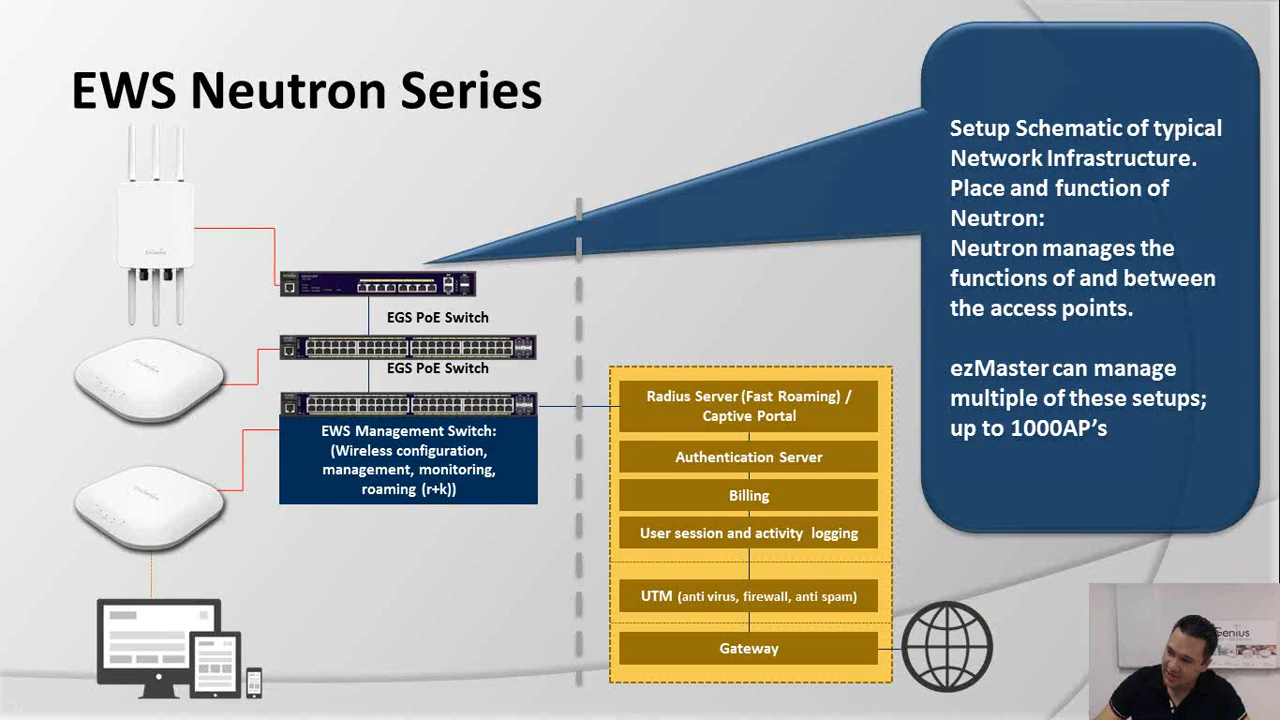 EWS Neutron Series
Setup Schematic of typical
Network Infrastructure.
Place and function of
Neutron:
Neutron manages the
functions of and between
the access points.
ezMaster can manage
multiple of these setups;
up to 1000AP's
EGS PoE Switch
EGS PoE Switch
EWS Management Switch:
(Wireless configuration,
management, monitoring,
roaming (r+k))
Radius Server (Fast Roaming) /
Captive Portal
Authentication Server
Billing
User session and activity logging
UTM (anti virus, firewall, anti spam)
Gateway
Genius